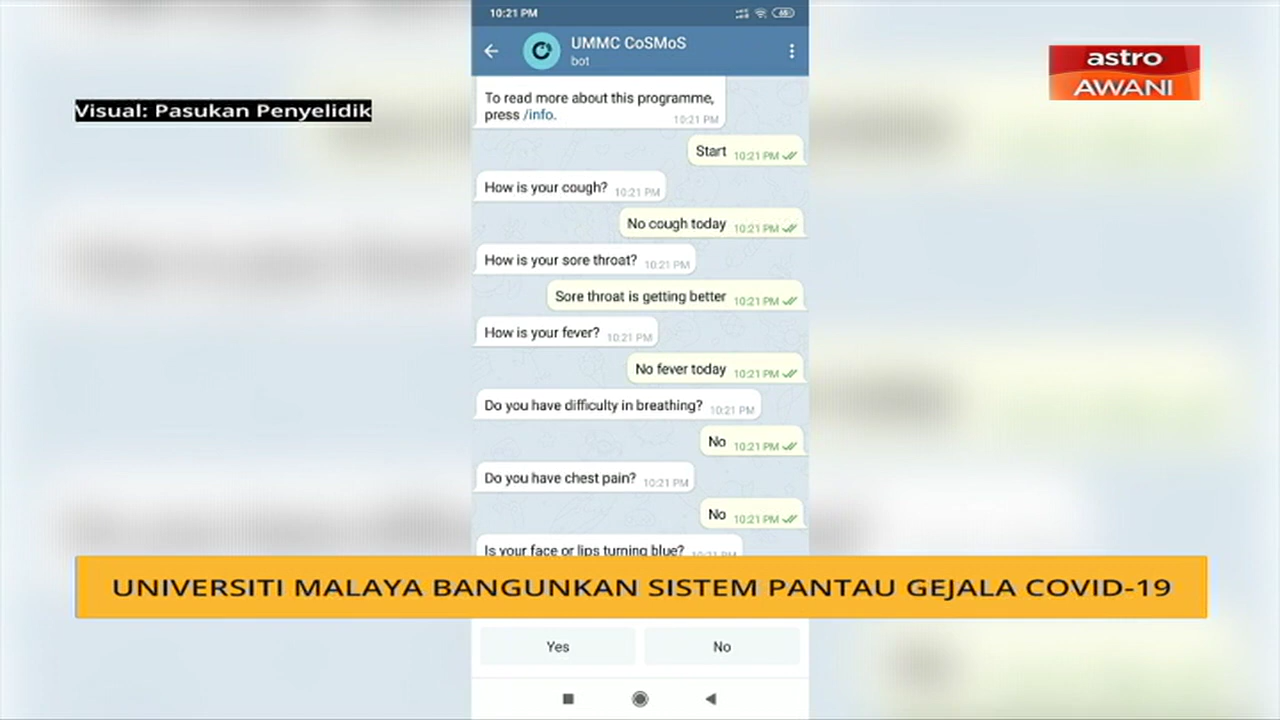 10:21 PM
65
UMMC CoSMoS
bot
astro
AWANI
Visual: Pasukan Penyelidik
To read more about this programme,
press /info.
10:21 PM
Start 10:21 PM
How is your cough? 10:21 PM
No cough today 10:21 PM
How is your sore throat? 10:21 PM
Sore throat is getting better 10:21 PM
How is your fever? 10:21 PM
No fever today 10:21 PM
Do you have difficulty in breathing? 10:21 PM
No 10:21 PM
Do you have chest pain? 10:21 PM
No 10:21 PM
Is your face or lips turning blue? 10:21 PM
UNIVERSITI MALAYA BANGUNKAN SISTEM PANTAU GEJALA COVID-19
Yes
No